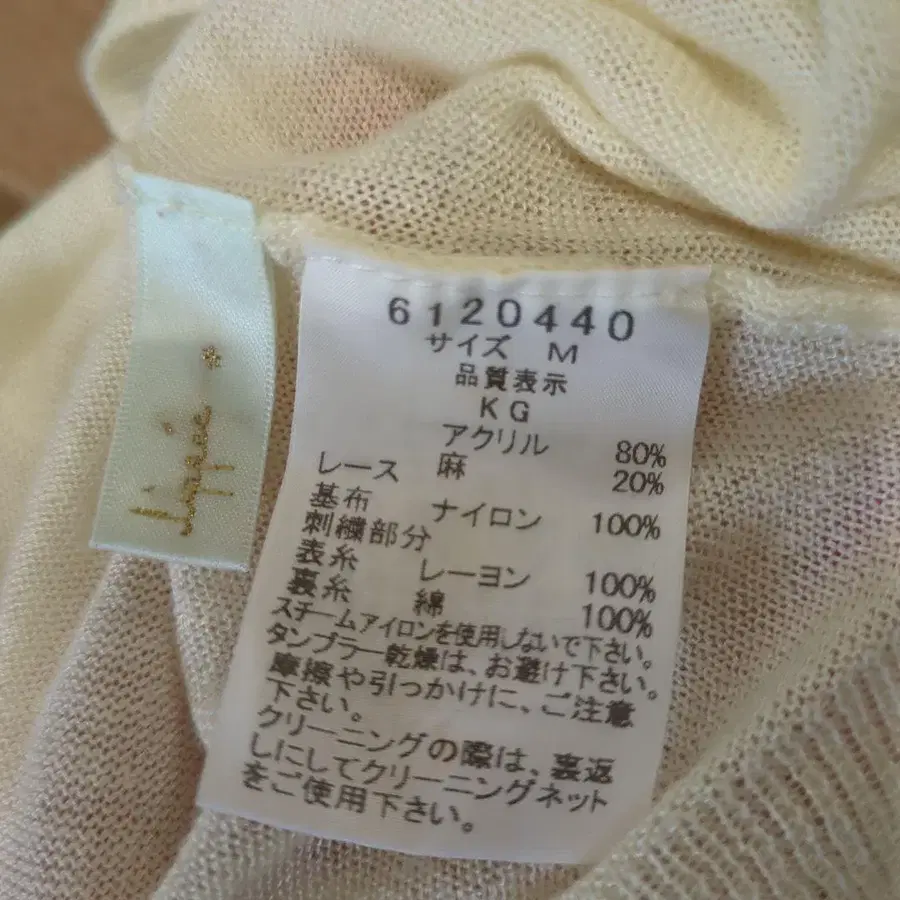 6120440
サイズ M
品質表示
KG
アクリル 80%
麻 20%
レース
基布 ナイロン 100%
刺繍部分
表糸 レーヨン 100%
裏糸 綿 100%
スチームアイロンを使用しないで下さい。
タンブラー乾燥は、お避け下さい。
摩擦や引っかけに、ご注意
下さい。
クリーニングの際は、裏返
しにしてクリーニングネット
をご使用下さい。